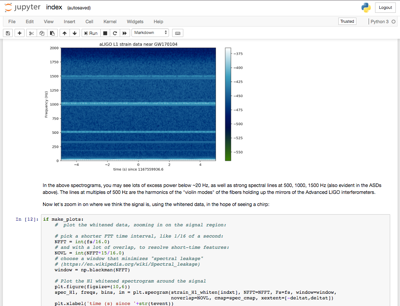 jupyter index (autosaved)
Logout
File Edit View Insert Cell Kernel Widgets Help
Trusted
Python 3
Run
Markdown
aLIGO L1 strain data near GW170104
2000
1750
1500
1250
1000
750
500
250
0
Frequency (Hz)
−4 −2 0 2 4
time (s) since 1167559936.6
−375
−400
−425
−450
−475
−500
−525
−550
In the above spectrograms, you may see lots of excess power below ~20 Hz, as well as strong spectral lines at 500, 1000, 1500 Hz (also evident in the ASDs
above). The lines at multiples of 500 Hz are the harmonics of the "violin modes" of the fibers holding up the mirrors of the Advanced LIGO interferometers.
Now let's zoom in on where we think the signal is, using the whitened data, in the hope of seeing a chirp:
In [12]: if make_plots:
# plot the whitened data, zooming in on the signal region:
# pick a shorter FTT time interval, like 1/16 of a second:
NFFT = int(fs/16.0)
# and with a lot of overlap, to resolve short-time features:
NOVL = int(NFFT*15/16.0)
# choose a window that minimizes "spectral leakage"
# (https://en.wikipedia.org/wiki/Spectral_leakage)
window = np.blackman(NFFT)
# Plot the H1 whitened spectrogram around the signal
plt.figure(figsize=(10,6))
spec_H1, freqs, bins, im = plt.specgram(strain_H1_whiten[indxt], NFFT=NFFT, Fs=fs, window=window,
noverlap=NOVL, cmap=spec_cmap, xextent=[-deltat,deltat])
plt.xlabel('time (s) since '+str(tevent))